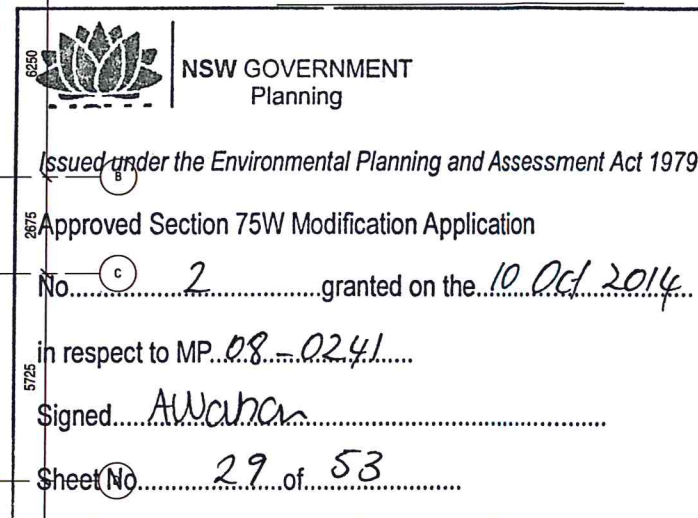 NSW GOVERNMENT
Planning
6250
Issued under the Environmental Planning and Assessment Act 1979
B
2675
Approved Section 75W Modification Application
C
No. 2 granted on the 10 Oct 2014
in respect to MP 08-0241
5725
Signed
Sheet No. 29 of 53